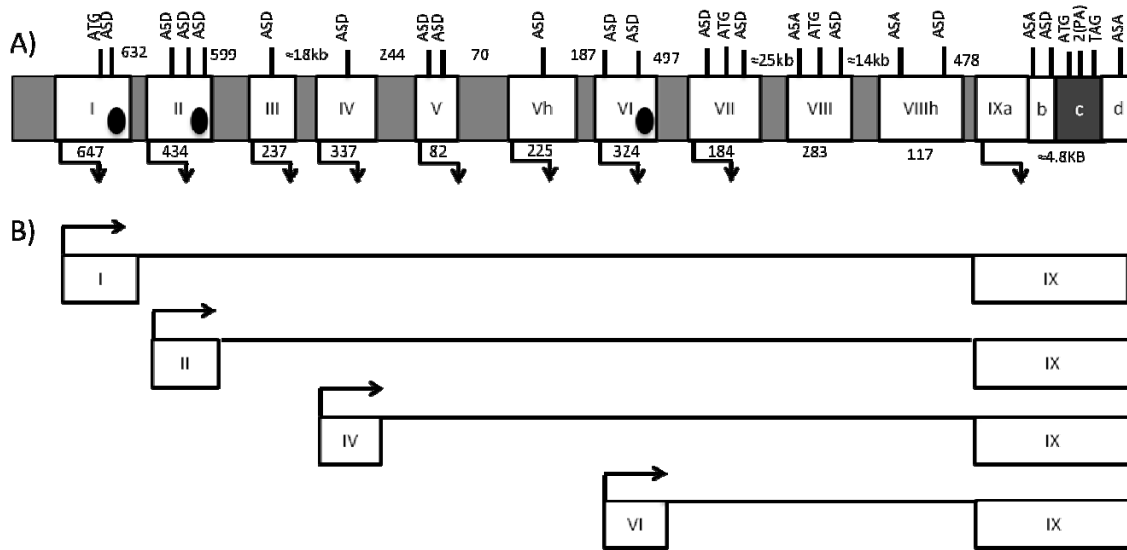 ATG ASD ASD ASD ASD ASD ASD ASD ASD ASD ASD ASD ASD ATG ASD ASA ATG ASD ASA ASD ASA ASD ATG 2(PA) TAG ASA
A) 632 599 ≈18kb 244 70 187 497 ≈25kb ≈14kb 478
I II III IV V Vh VI VII VIII VIIIh IXa b c d
647 434 237 337 82 225 324 184 283 117 ≈4.8KB
B)
I IX
II IX
IV IX
VI IX